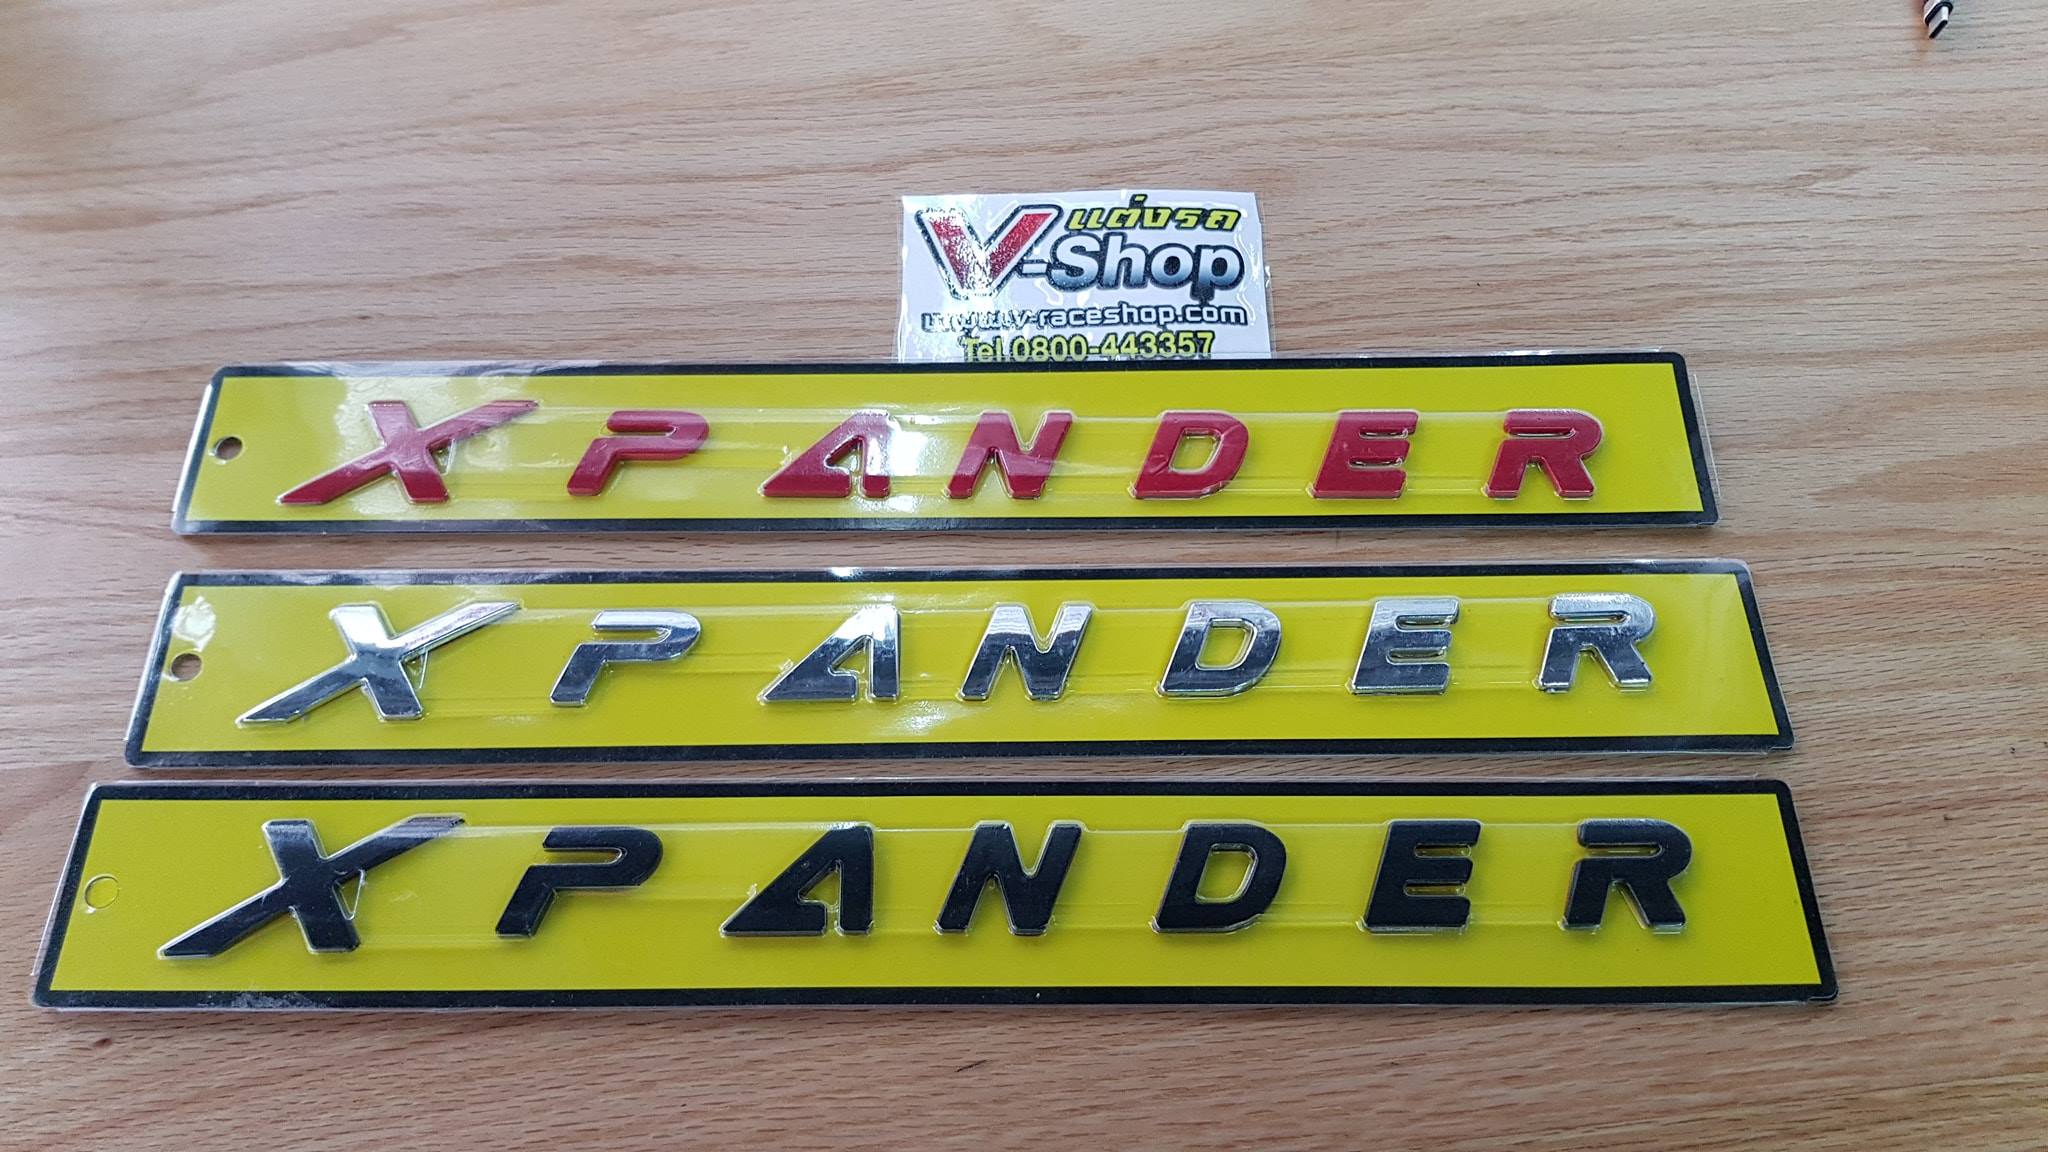 V แต่งรถ
-Shop
www.v-raceshop.com
Tel.0800-443357
XPANDER
XPANDER
XPANDER